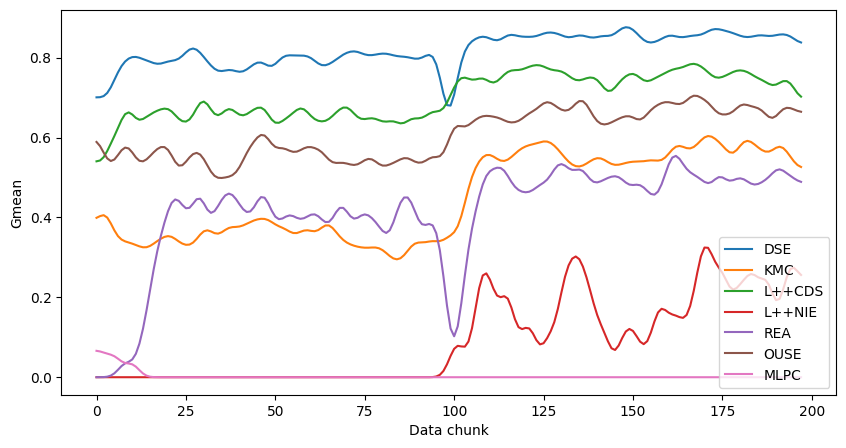 0.8
0.6
0.4
0.2
0.0
Gmean
0
25
50
75
100
125
150
175
200
Data chunk
DSE
KMC
L++CDS
L++NIE
REA
OUSE
MLPC